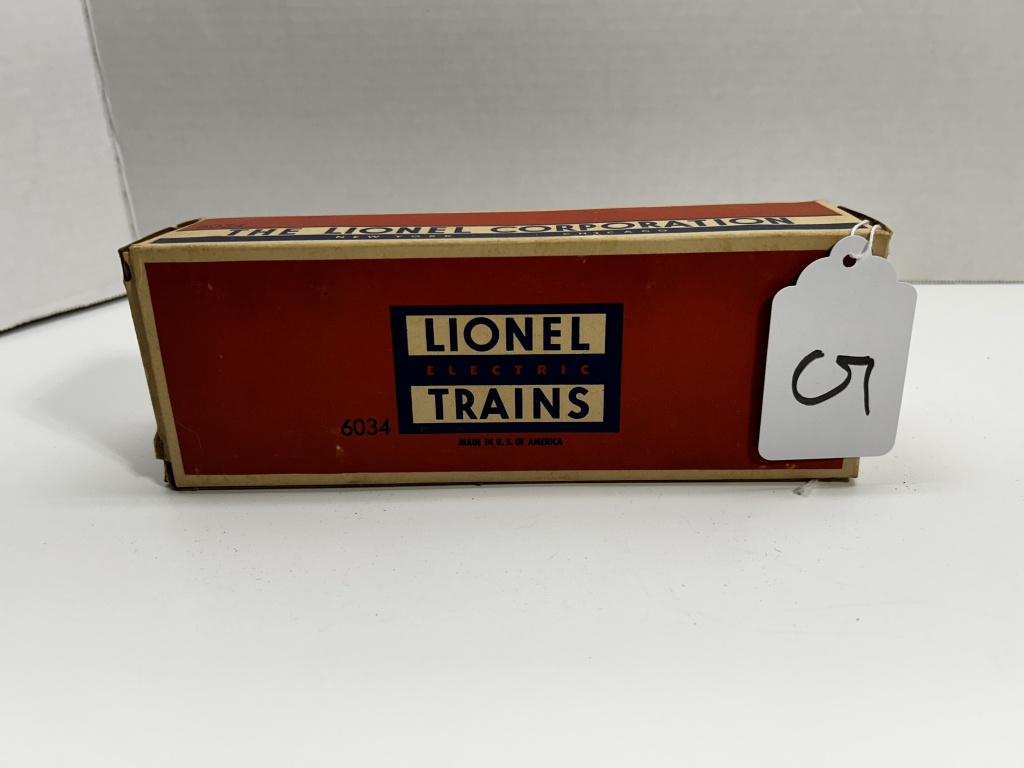 THE LIONEL CORPORATION
NEW YORK CHICAGO
LIONEL
ELECTRIC
TRAINS
6034
MADE IN U. S. OF AMERICA
5